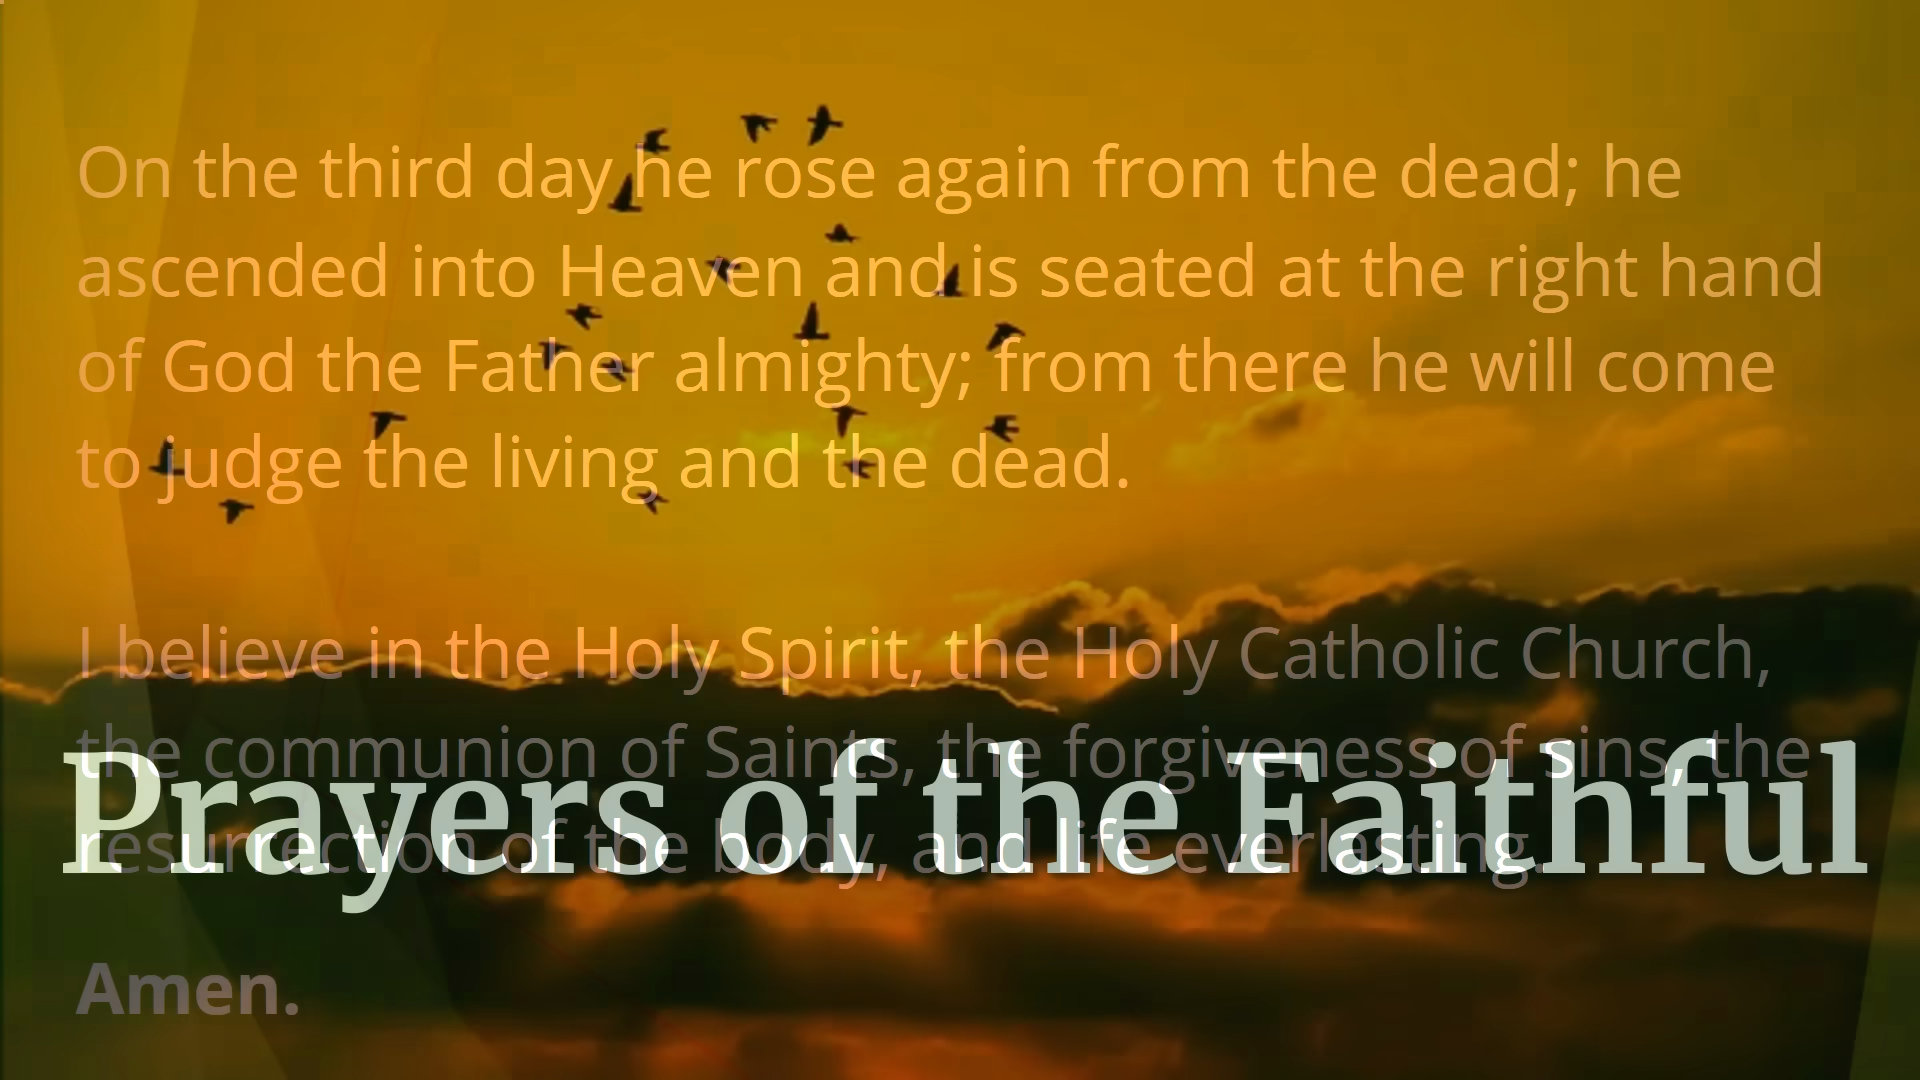 On the third day he rose again from the dead; he
ascended into Heaven and is seated at the right hand
of God the Father almighty; from there he will come
to judge the living and the dead.
I believe in the Holy Spirit, the Holy Catholic Church,
the communion of Saints, the forgiveness of sins, the
resurrection of the body, and life everlasting.
Prayers of the Faithful
Amen.